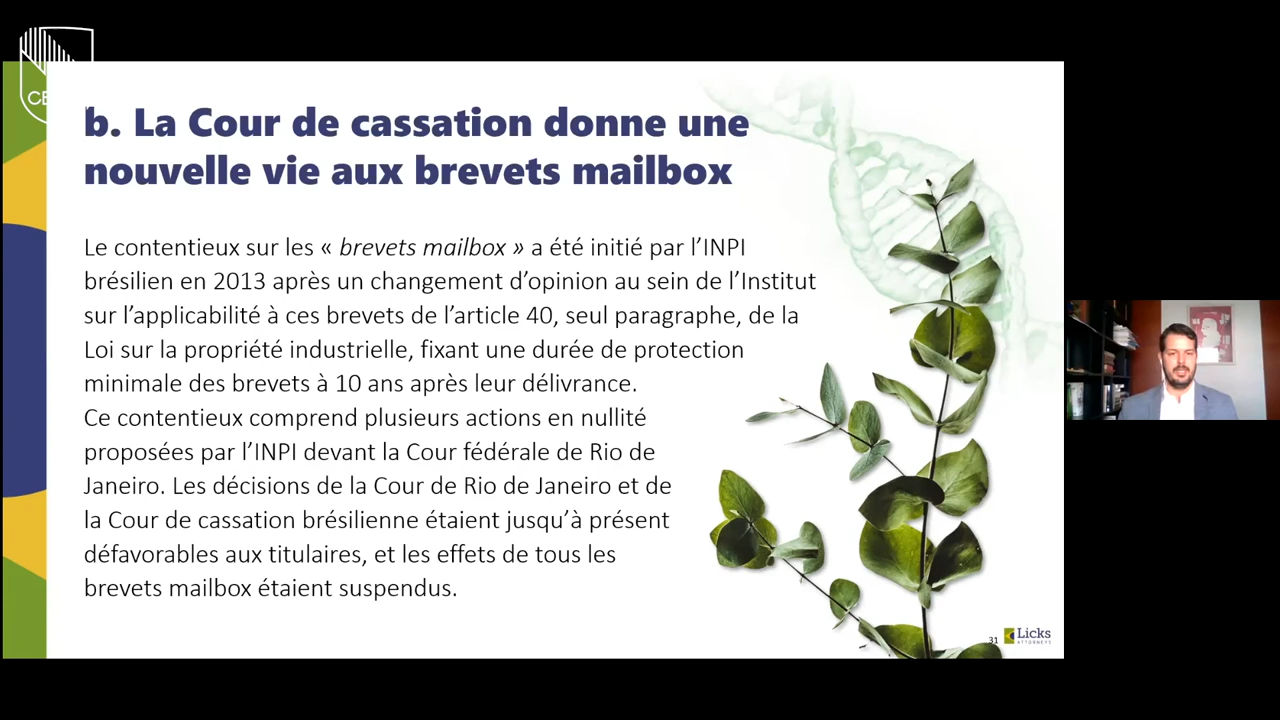 b. La Cour de cassation donne une
nouvelle vie aux brevets mailbox
Le contentieux sur les « brevets mailbox » a été initié par l’INPI
brésilien en 2013 après un changement d’opinion au sein de l’Institut
sur l’applicabilité à ces brevets de l’article 40, seul paragraphe, de la
Loi sur la propriété industrielle, fixant une durée de protection
minimale des brevets à 10 ans après leur délivrance.
Ce contentieux comprend plusieurs actions en nullité
proposées par l’INPI devant la Cour fédérale de Rio de
Janeiro. Les décisions de la Cour de Rio de Janeiro et de
la Cour de cassation brésilienne étaient jusqu’à présent
défavorables aux titulaires, et les effets de tous les
brevets mailbox étaient suspendus.
31
Licks
ATTORNEYS